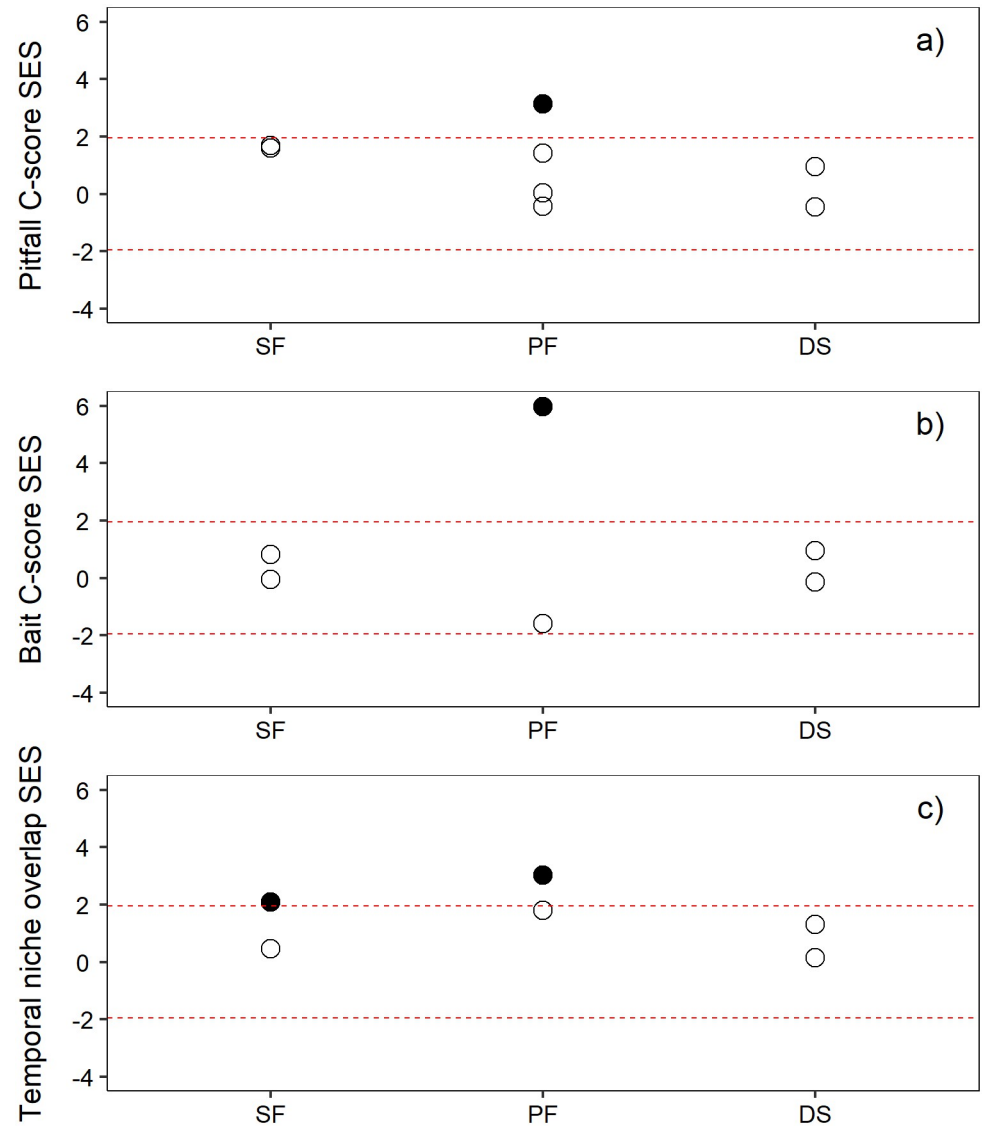 Pitfall C-score SES
6
4
2
0
-2
-4
a)
SF PF DS
Bait C-score SES
6
4
2
0
-2
-4
b)
SF PF DS
Temporal niche overlap SES
6
4
2
0
-2
-4
c)
SF PF DS